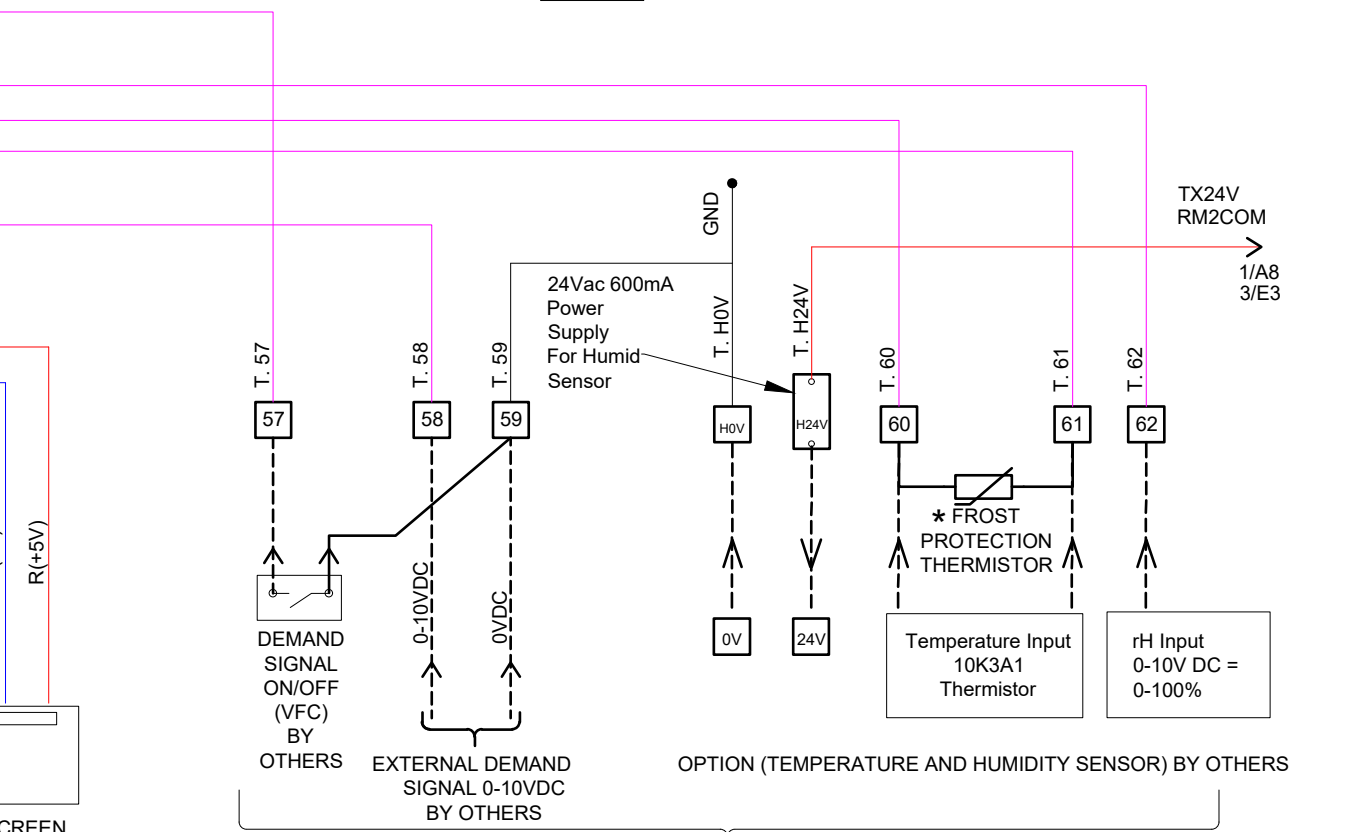 TX24V
RM2COM
1/A8
3/E3
GND
24Vac 600mA
Power
Supply
For Humid
Sensor
T. 57
T. 58
T. 59
T. H0V
T. H24V
T. 60
T. 61
T. 62
57
58
59
H0V
H24V
60
61
62
R(+5V)
* FROST
PROTECTION
THERMISTOR
0-10VDC
0VDC
0V
24V
DEMAND
SIGNAL
ON/OFF
(VFC)
BY
OTHERS
Temperature Input
10K3A1
Thermistor
rH Input
0-10V DC =
0-100%
EXTERNAL DEMAND
SIGNAL 0-10VDC
BY OTHERS
OPTION (TEMPERATURE AND HUMIDITY SENSOR) BY OTHERS
CREEN